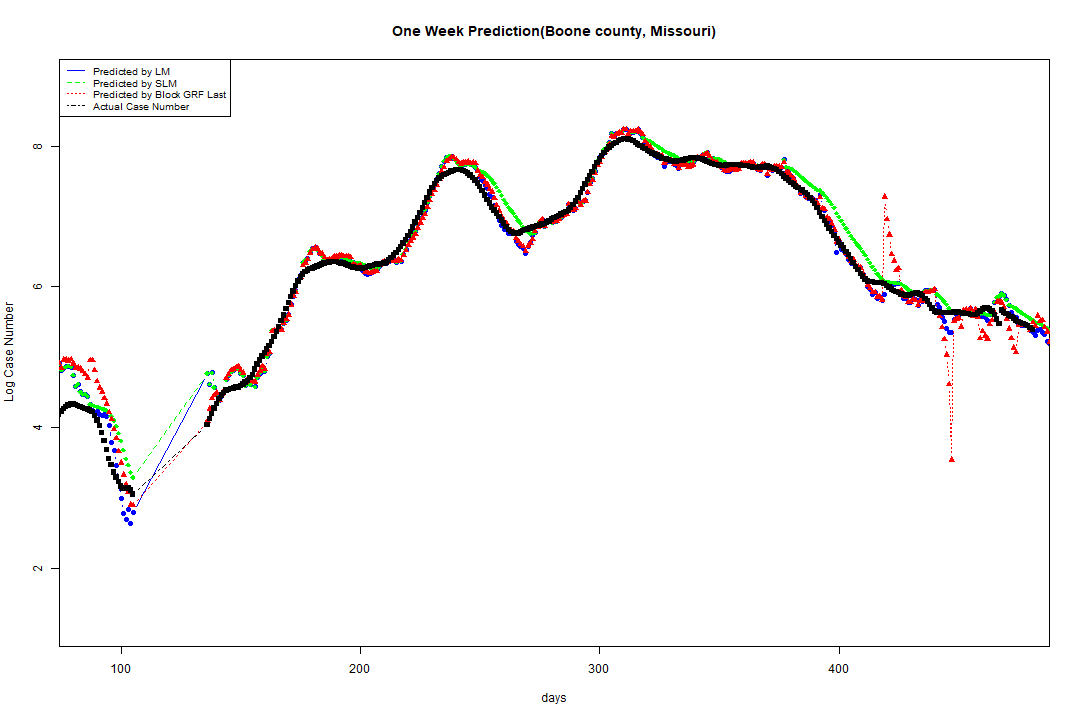 One Week Prediction(Boone county, Missouri)
Predicted by LM
Predicted by SLM
Predicted by Block GRF Last
Actual Case Number
8
6
4
2
Log Case Number
100
200
300
400
days